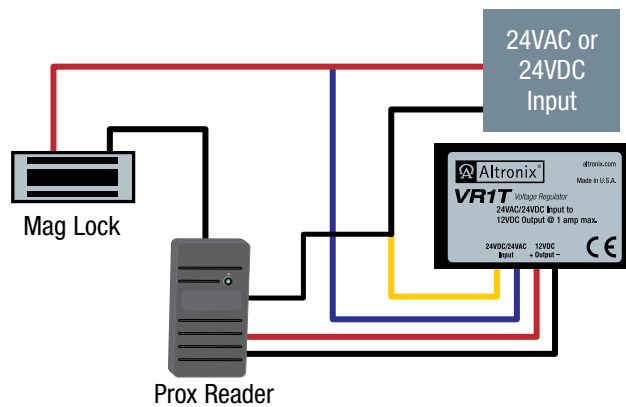 24VAC or
24VDC
Input
Altronix®
altronix.com
Made in U.S.A.
VR1T Voltage Regulator
24VAC/24VDC Input to
12VDC Output @ 1 amp max.
24VDC/24VAC 12VDC
Input + Output –
CE
Mag Lock
Prox Reader